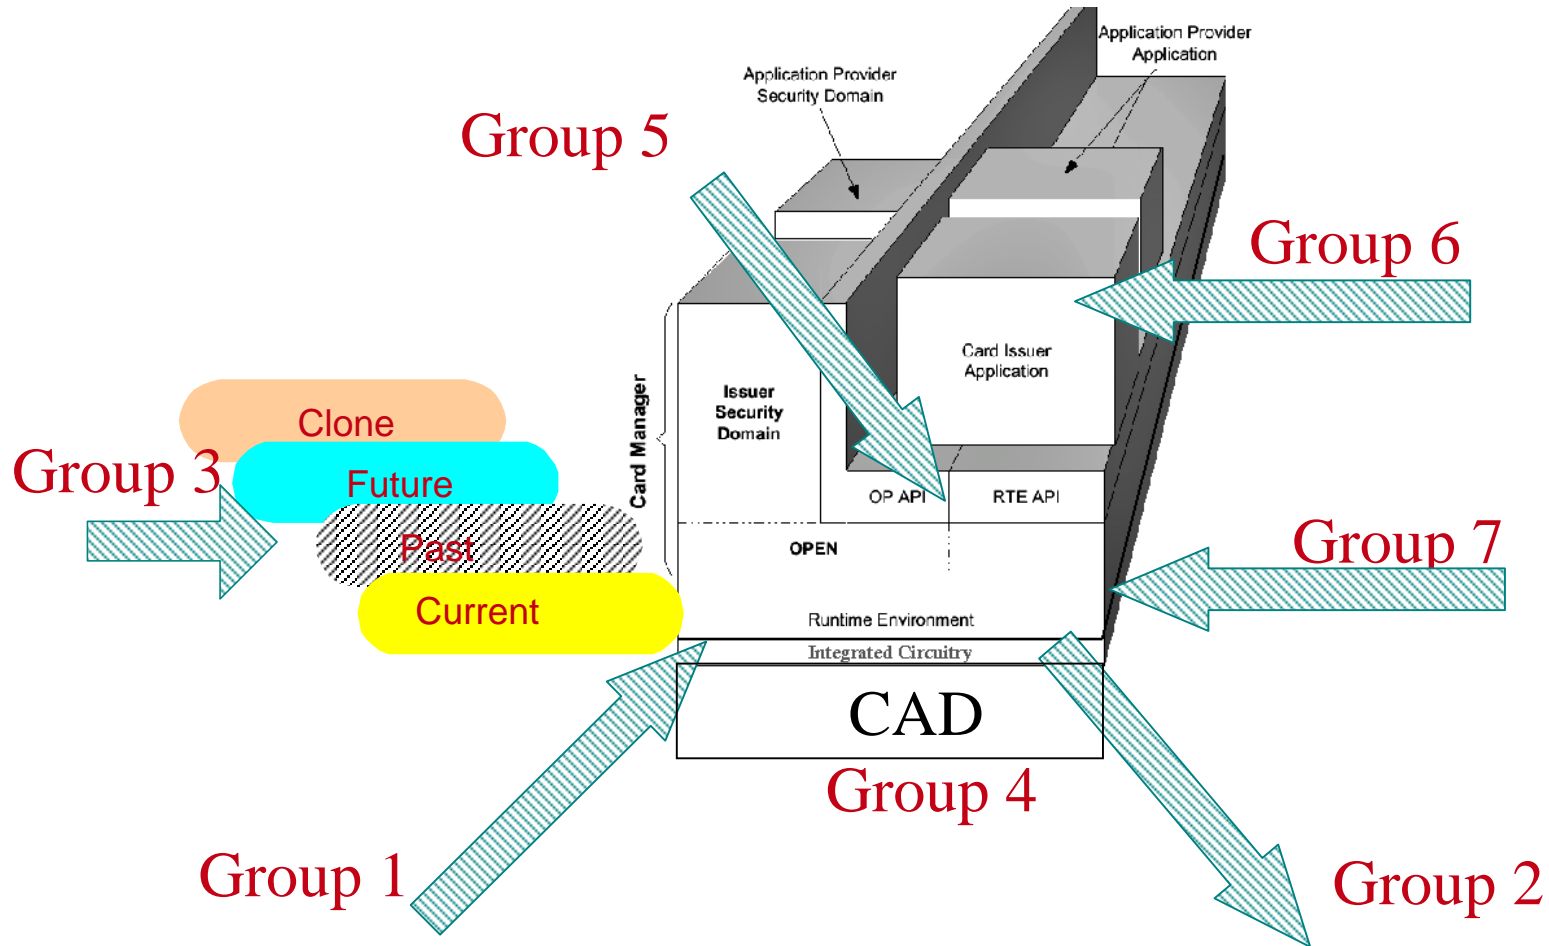 Application Provider
Application
Application Provider
Security Domain
Group 5
Group 6
Card Issuer
Application
Card Manager
Issuer
Security
Domain
Clone
Group 3
Future
OP API
RTE API
Past
OPEN
Group 7
Current
Runtime Environment
Integrated Circuitry
CAD
Group 4
Group 1
Group 2